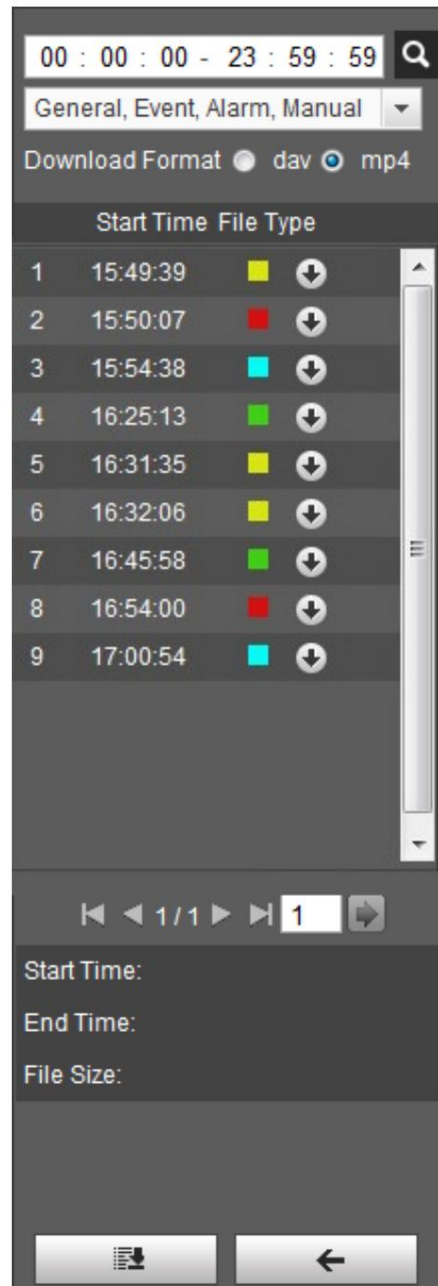 00 : 00 : 00 - 23 : 59 : 59
General, Event, Alarm, Manual
Download Format dav mp4
Start Time File Type
1 15:49:39
2 15:50:07
3 15:54:38
4 16:25:13
5 16:31:35
6 16:32:06
7 16:45:58
8 16:54:00
9 17:00:54
1 / 1 1
Start Time:
End Time:
File Size: